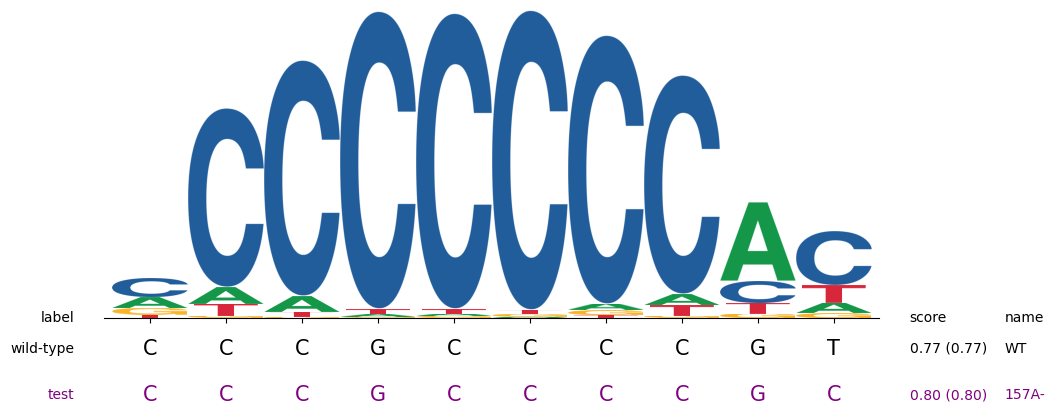 C C C C C C C C A C
A A A T T T A A C T
G T T A A C G T T A
T G G G G T G G G
label score name
wild-type C C C G C C C C G T 0.77 (0.77) WT
test C C C G C C C C G C 0.80 (0.80) 157A-